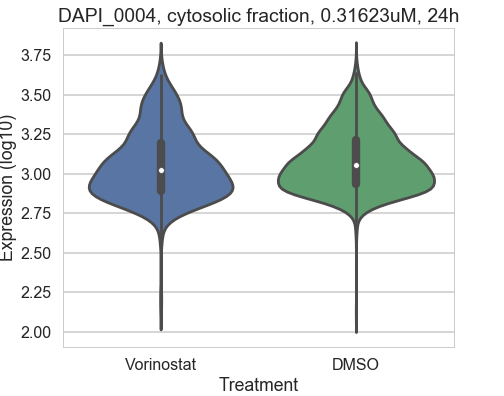 DAPI_0004, cytosolic fraction, 0.31623uM, 24h
Expression (log10)
3.75
3.50
3.25
3.00
2.75
2.50
2.25
2.00
Vorinostat
DMSO
Treatment